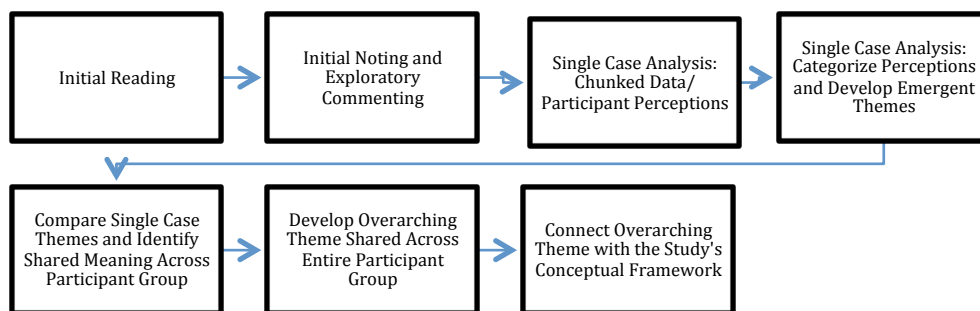 Initial Reading
Initial Noting and
Exploratory
Commenting
Single Case Analysis:
Chunked Data/
Participant Perceptions
Single Case Analysis:
Categorize Perceptions
and Develop Emergent
Themes
Compare Single Case
Themes and Identify
Shared Meaning Across
Participant Group
Develop Overarching
Theme Shared Across
Entire Participant
Group
Connect Overarching
Theme with the Study's
Conceptual Framework